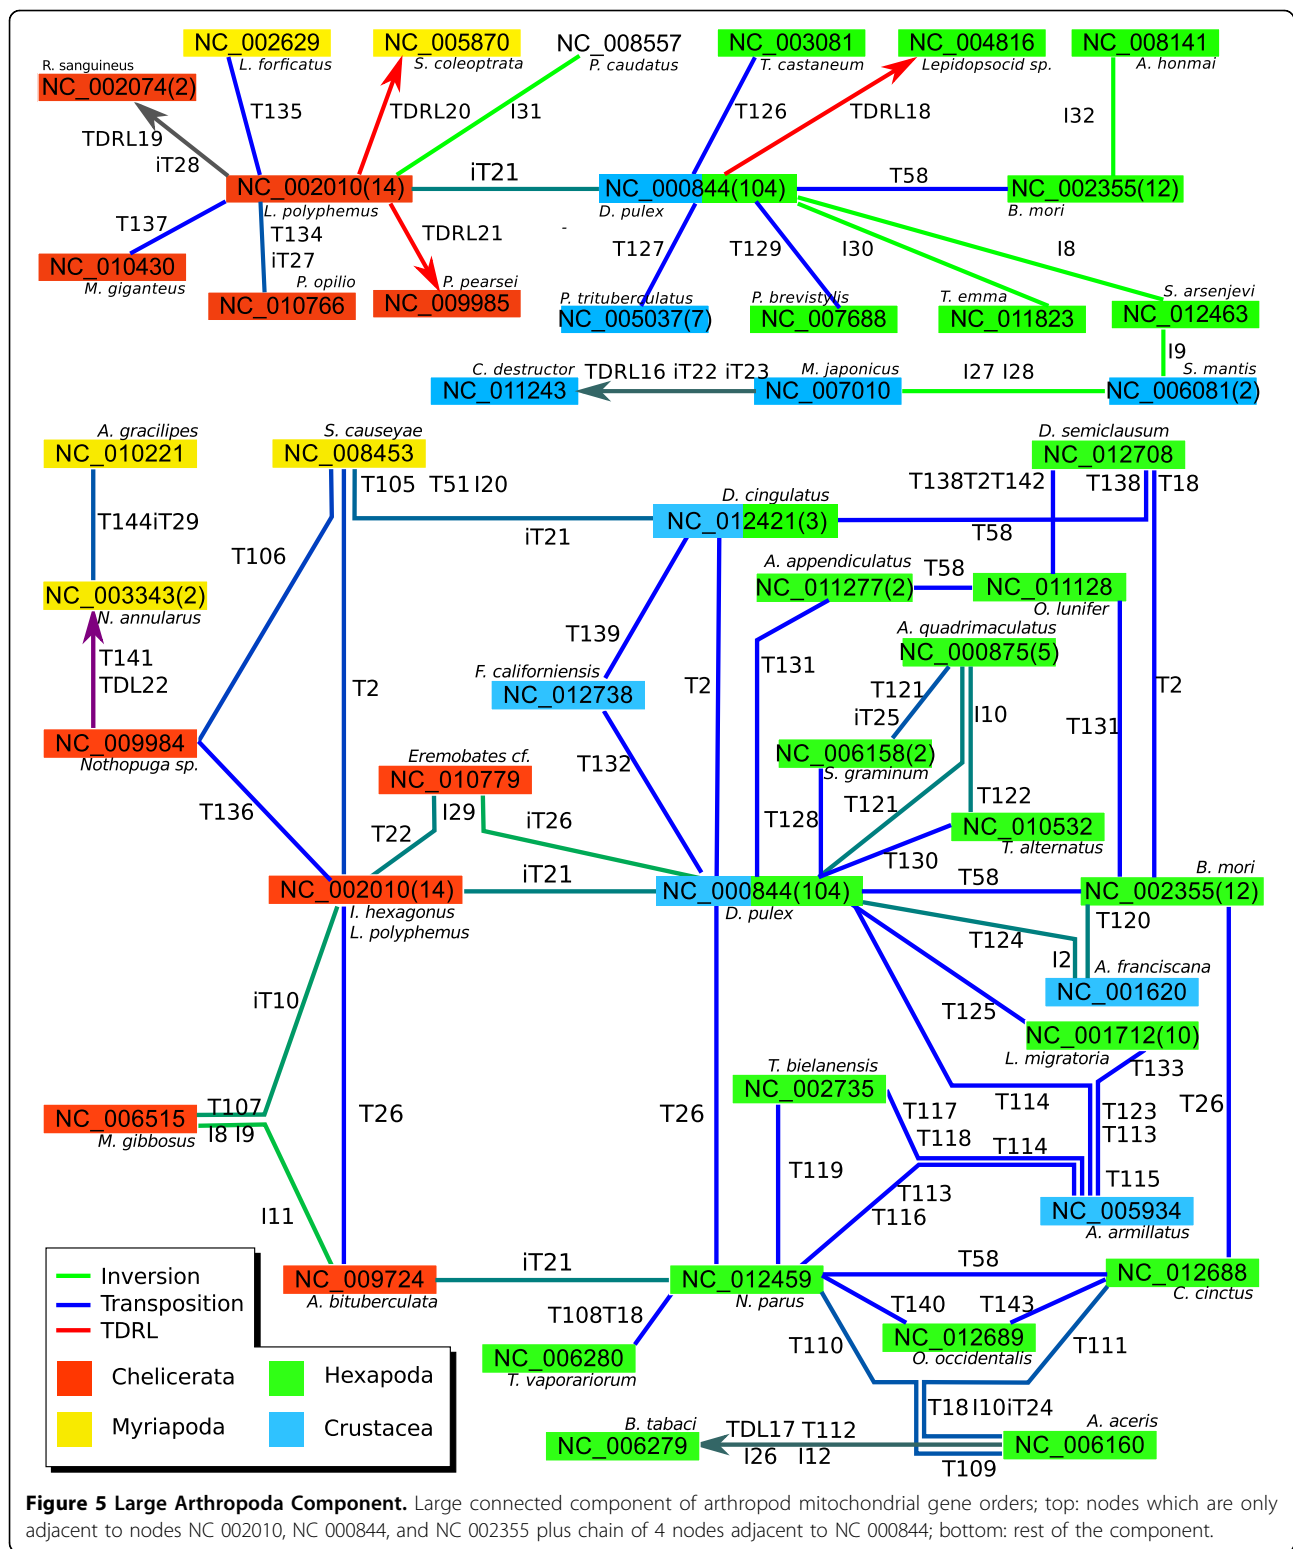 NC_002629
NC_005870
NC_008557
NC_003081
NC_004816
NC_008141
L. forficatus
S. coleoptrata
P. caudatus
T. castaneum
Lepidopsocid sp.
A. honmai
R. sanguineus
NC_002074(2)
T135
TDRL20
I31
T126
TDRL18
I32
TDRL19
iT28
iT21
T58
NC_002010(14)
NC_000844(104)
NC_002355(12)
L. polyphemus
D. pulex
B. mori
T137
T134
iT27
TDRL21
-
T127
T129
I30
I8
NC_010430
M. giganteus
P. opilio
NC_010766
P. pearsei
NC_009985
P. trituberculatus
NC_005037(7)
P. brevistylis
NC_007688
T. emma
NC_011823
S. arsenjevi
NC_012463
I9
C. destructor
TDRL16 iT22 iT23
M. japonicus
I27 I28
S. mantis
NC_011243
NC_007010
NC_006081(2)
A. gracilipes
S. causeyae
D. semiclausum
NC_010221
NC_008453
NC_012708
T105
T51
I20
T138T2T142
T138
T18
D. cingulatus
NC_012421(3)
T144iT29
iT21
T58
T106
A. appendiculatus
T58
NC_011277(2)
NC_011128
O. lunifer
NC_003343(2)
N. annularus
T139
A. quadrimaculatus
NC_000875(5)
T141
TDL22
T131
F. californiensis
NC_012738
T2
T2
T121
iT25
I10
T2
T131
NC_009984
Nothopuga sp.
NC_006158(2)
S. graminum
Eremobates cf.
NC_010779
T132
T136
T22
I29
iT26
T128
T121
T122
NC_010532
T. alternatus
T130
B. mori
iT21
T58
NC_002010(14)
NC_000844(104)
NC_002355(12)
I. hexagonus
L. polyphemus
D. pulex
T120
T124
I2
A. franciscana
NC_001620
iT10
T125
NC_001712(10)
L. migratoria
T. bielanensis
NC_002735
T133
NC_006515
M. gibbosus
T107
I8 I9
T26
T26
T117
T118
T114
T123
T113
T26
T114
T119
T115
T113
T116
NC_005934
A. armillatus
I11
iT21
T58
NC_009724
A. bituberculata
NC_012459
N. parus
NC_012688
C. cinctus
Inversion
Transposition
TDRL
T108T18
T140
T143
NC_012689
O. occidentalis
T110
T111
NC_006280
T. vaporariorum
Chelicerata
Hexapoda
Myriapoda
Crustacea
T18I10iT24
B. tabaci
TDL17 T112
A. aceris
NC_006279
NC_006160
I26 I12
T109
Figure 5 Large Arthropoda Component. Large connected component of arthropod mitochondrial gene orders; top: nodes which are only
adjacent to nodes NC 002010, NC 000844, and NC 002355 plus chain of 4 nodes adjacent to NC 000844; bottom: rest of the component.